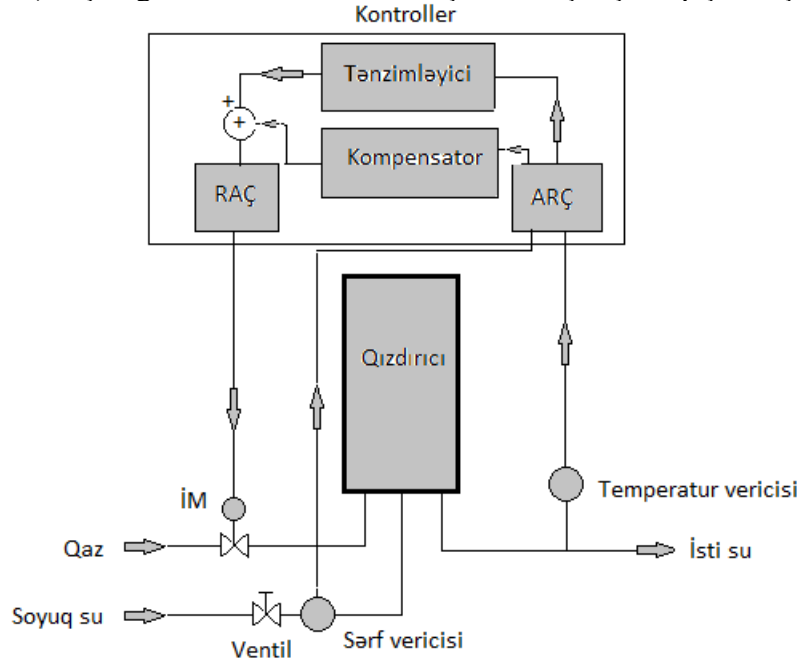 Kontroller
Tənzimləyici
+
+
Kompensator
RAÇ
ARÇ
Qızdırıcı
İM
Temperatur vericisi
Qaz
İsti su
Soyuq su
Ventil
Sərf vericisi